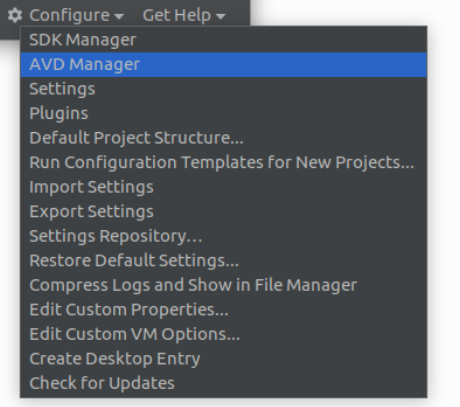 Configure Get Help
SDK Manager
AVD Manager
Settings
Plugins
Default Project Structure...
Run Configuration Templates for New Projects...
Import Settings
Export Settings
Settings Repository...
Restore Default Settings...
Compress Logs and Show in File Manager
Edit Custom Properties...
Edit Custom VM Options...
Create Desktop Entry
Check for Updates